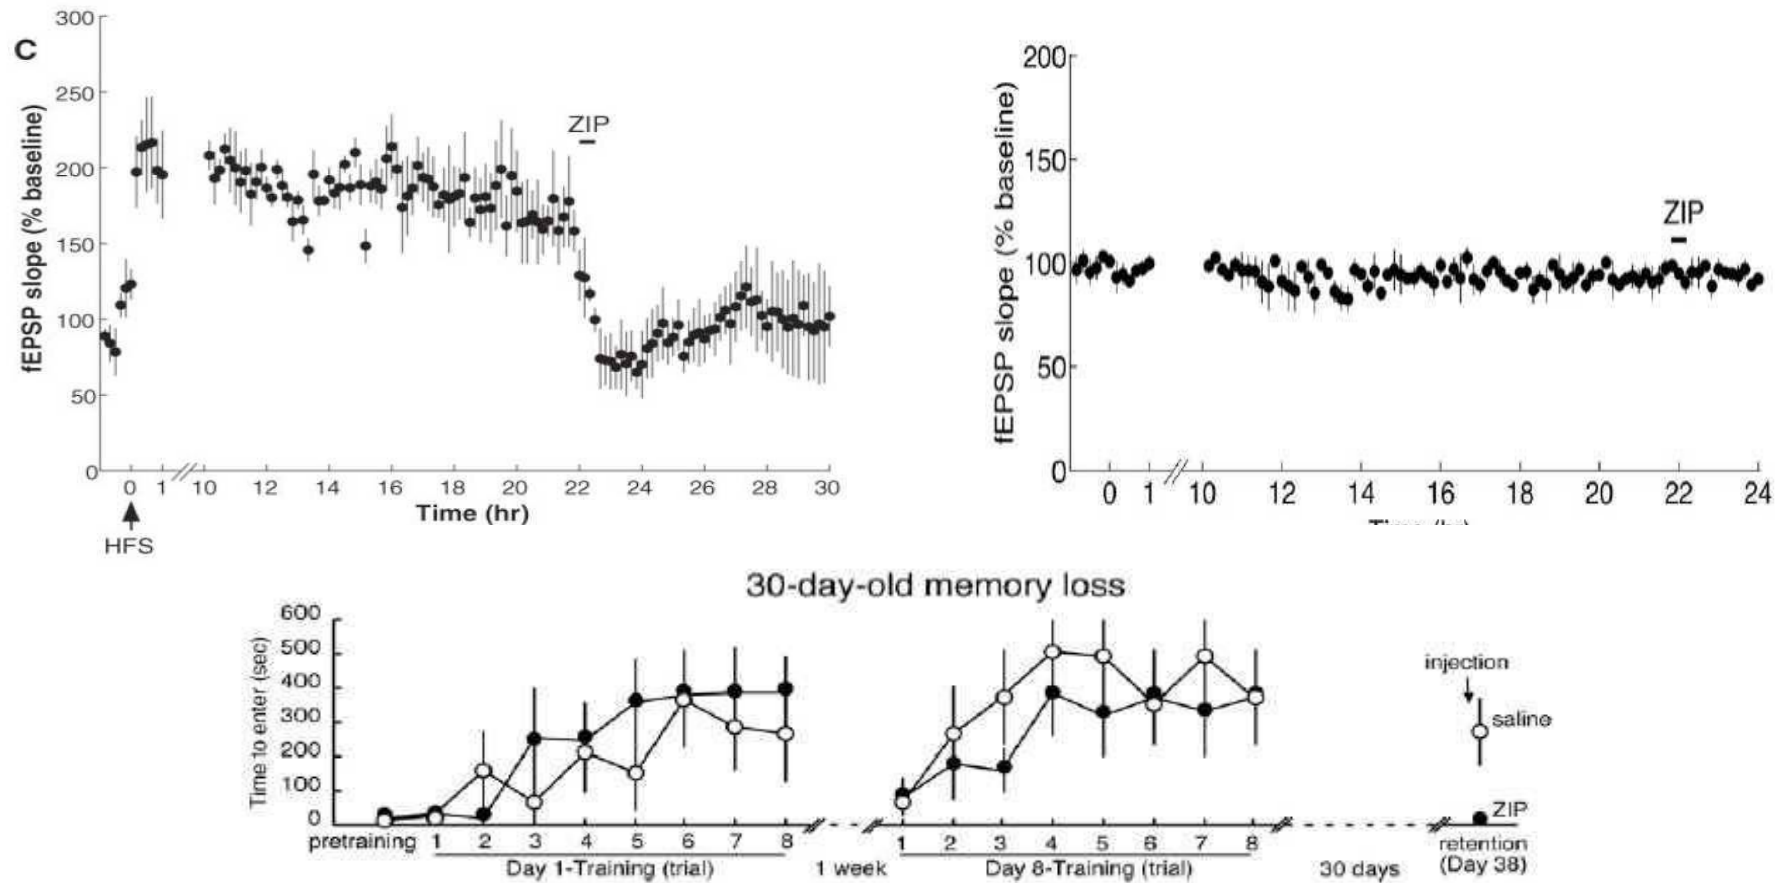 C
fEPSP slope (% baseline)
300
250
200
150
100
50
0
ZIP
0 1 10 12 14 16 18 20 22 24 26 28 30
Time (hr)
HFS
fEPSP slope (% baseline)
200
150
100
50
0
ZIP
0 1 10 12 14 16 18 20 22 24
30-day-old memory loss
Time to enter (sec)
600
500
400
300
200
100
0
pretraining 1 2 3 4 5 6 7 8
Day 1-Training (trial)
1 week
1 2 3 4 5 6 7 8
Day 8-Training (trial)
30 days
injection
saline
ZIP
retention
(Day 38)